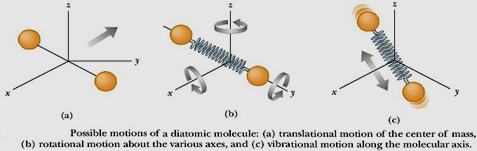 z
y
x
(a)
z
y
x
(b)
z
y
x
(c)
Possible motions of a diatomic molecule: (a) translational motion of the center of mass,
(b) rotational motion about the various axes, and (c) vibrational motion along the molecular axis.